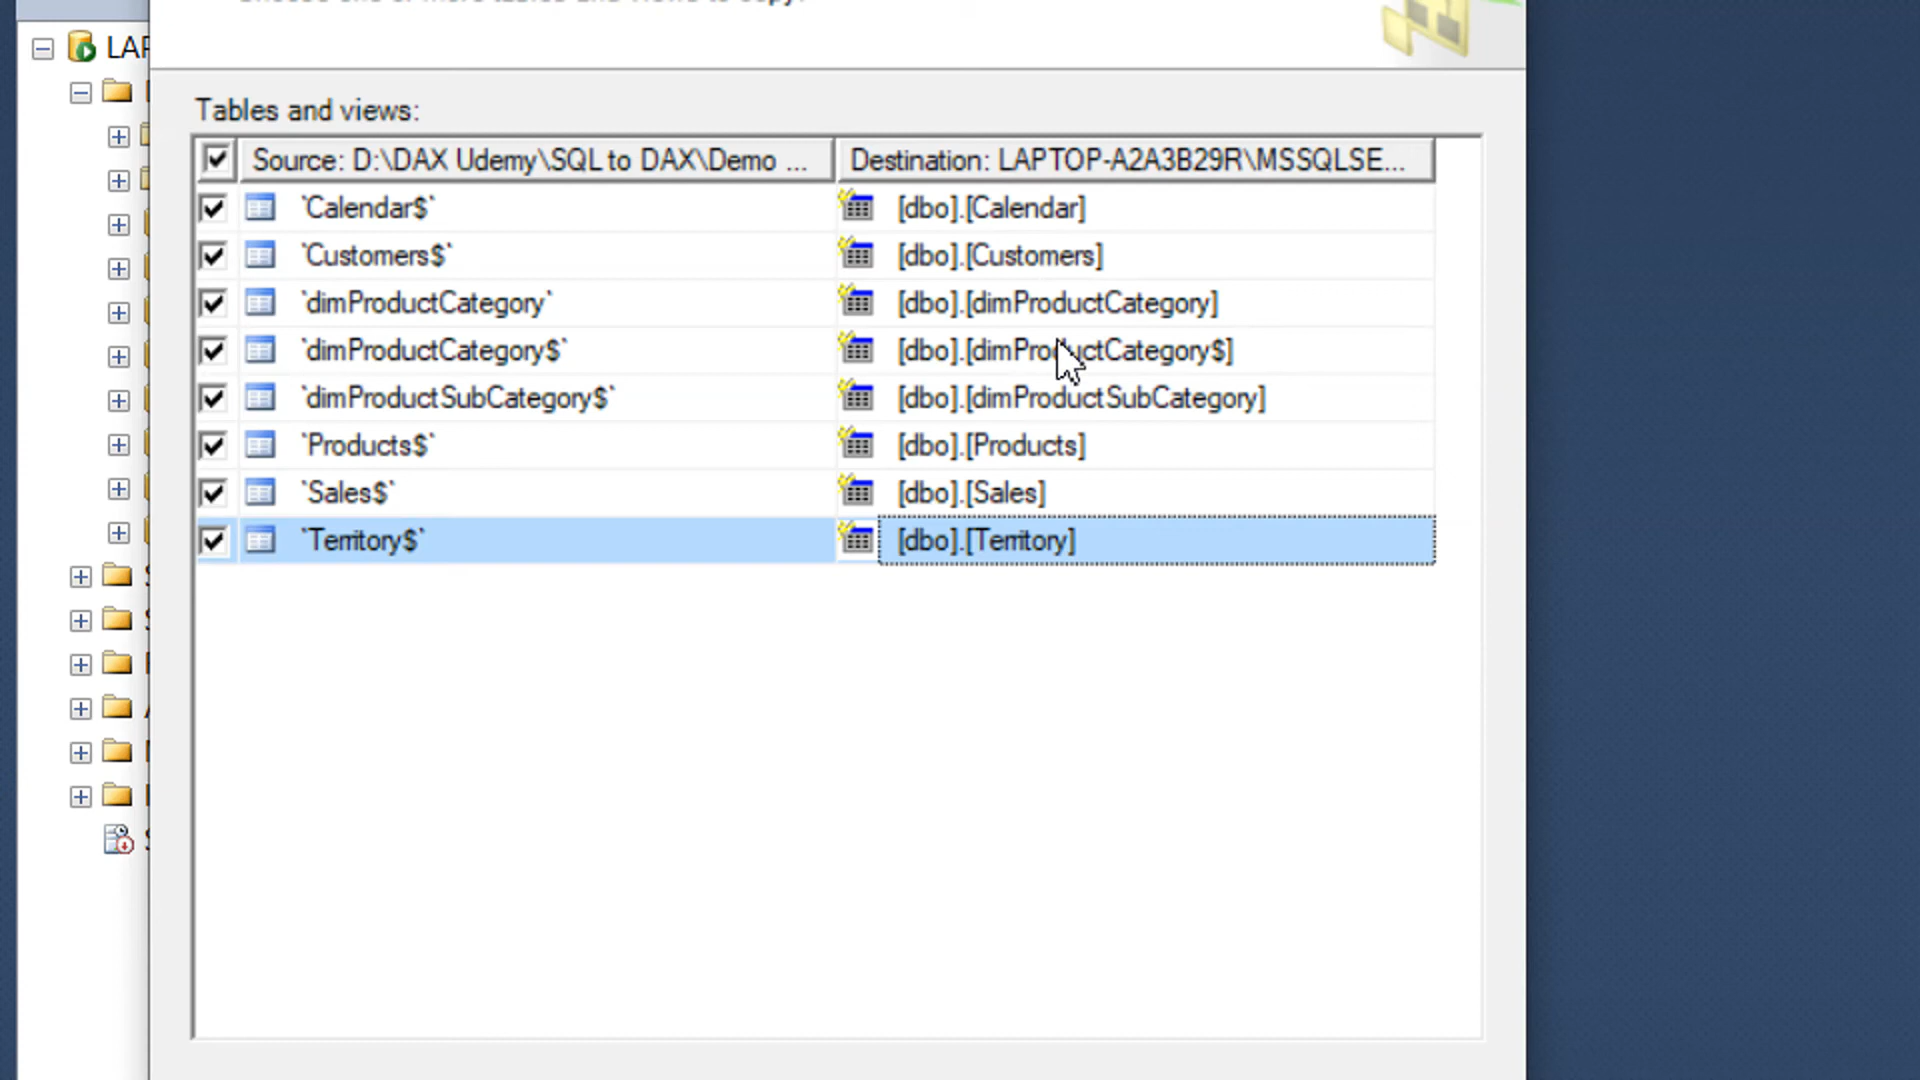 LAP
Tables and views:
Source: D:\DAX Udemy\SQL to DAX\Demo ... Destination: LAPTOP-A2A3B29R\MSSQLSE...
`Calendar$` [dbo].[Calendar]
`Customers$` [dbo].[Customers]
`dimProductCategory` [dbo].[dimProductCategory]
`dimProductCategory$` [dbo].[dimProductCategory$]
`dimProductSubCategory$` [dbo].[dimProductSubCategory]
`Products$` [dbo].[Products]
`Sales$` [dbo].[Sales]
`Territory$` [dbo].[Territory]